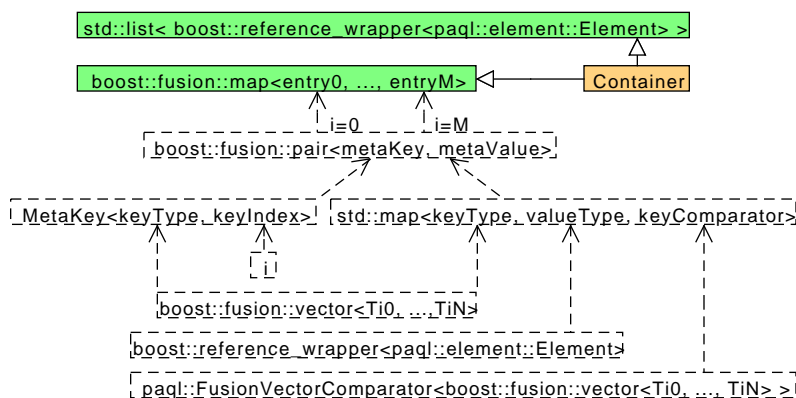 std::list< boost::reference_wrapper<paql::element::Element> >
boost::fusion::map<entry0, ..., entryM>
Container
i=0
i=M
boost::fusion::pair<metaKey, metaValue>
MetaKey<keyType, keyIndex>
std::map<keyType, valueType, keyComparator>
i
boost::fusion::vector<Ti0, ...,TiN>
boost::reference_wrapper<paql::element::Element>
paql::FusionVectorComparator<boost::fusion::vector<Ti0, ..., TiN> >